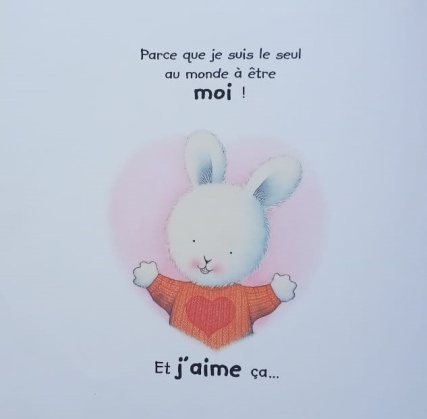 Parce que je suis le seul
au monde à être
moi !
Et j'aime ça...